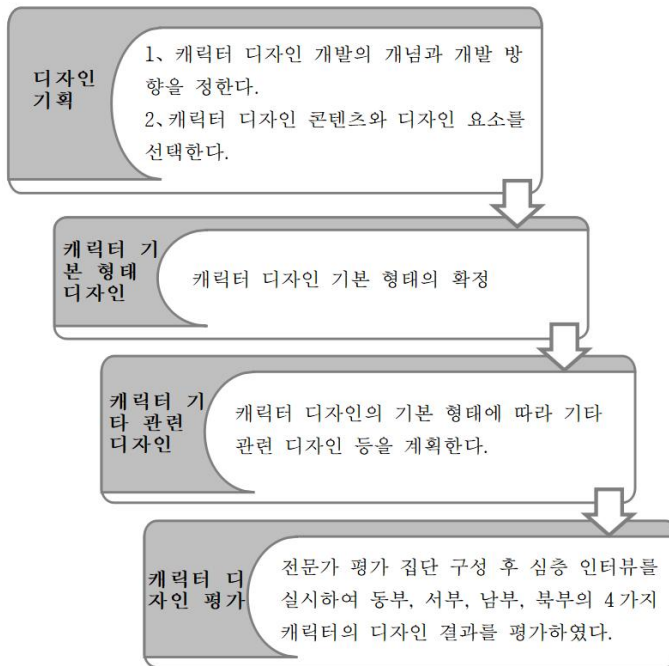 디자인
기획
1、캐릭터 디자인 개발의 개념과 개발 방
향을 정한다.
2、캐릭터 디자인 콘텐츠와 디자인 요소를
선택한다.
캐릭터 기
본 형태
디자인
캐릭터 디자인 기본 형태의 확정
캐릭터 기
타 관련
디자인
캐릭터 디자인의 기본 형태에 따라 기타
관련 디자인 등을 계획한다.
캐릭터 디
자인 평가
전문가 평가 집단 구성 후 심층 인터뷰를
실시하여 동부, 서부, 남부, 북부의 4가지
캐릭터의 디자인 결과를 평가하였다.